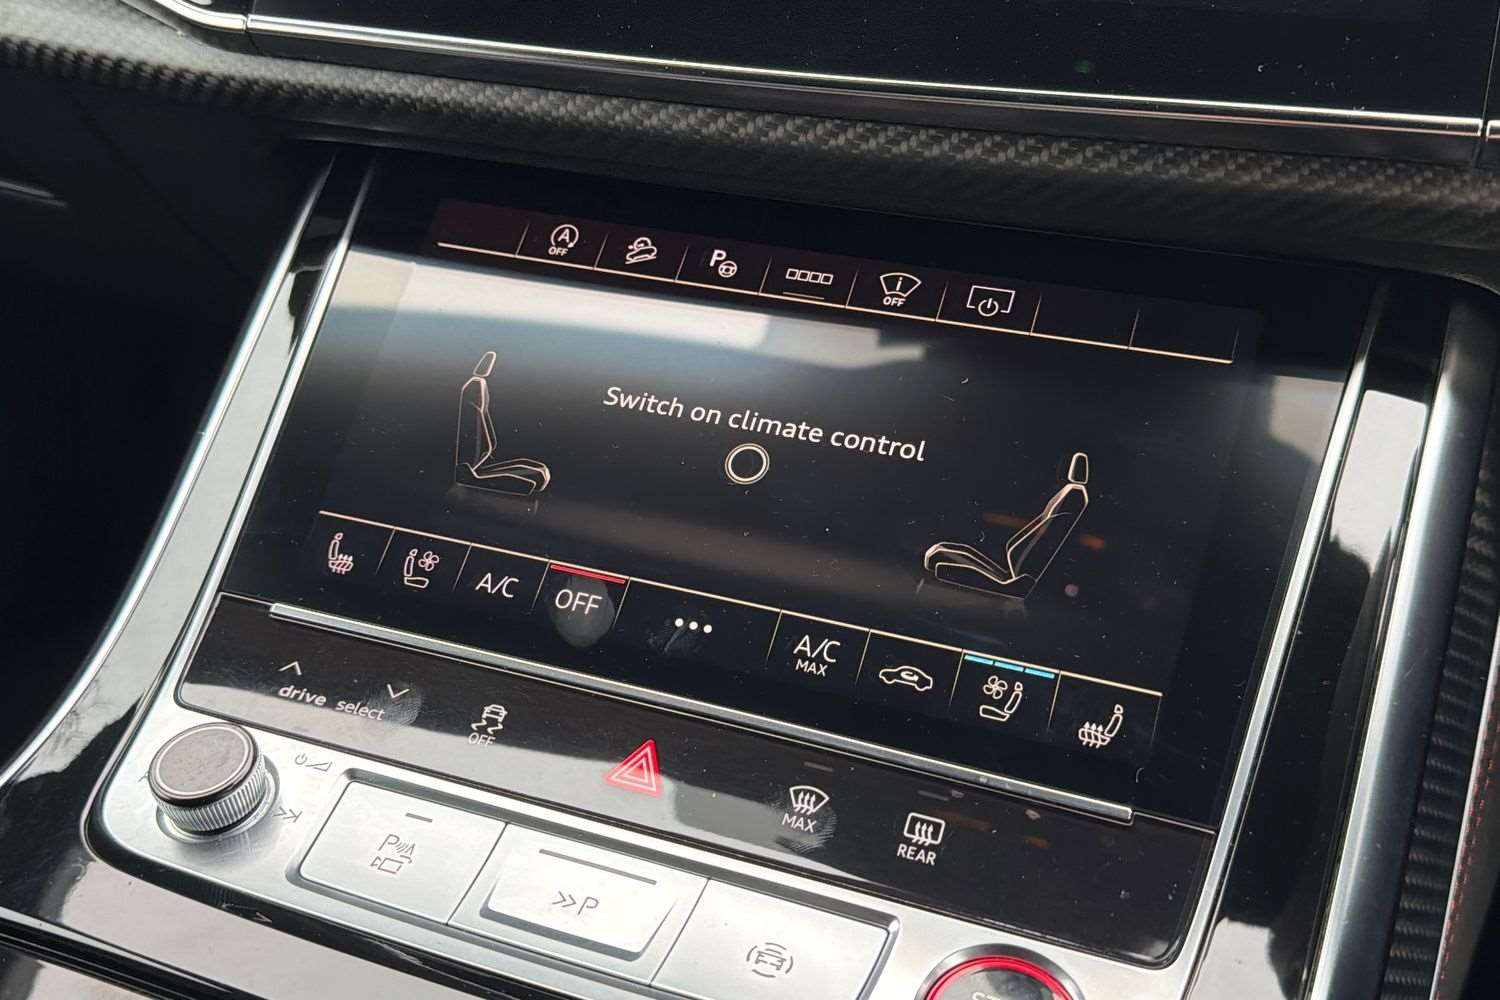 A
OFF
P
i
OFF
Switch on climate control
A/C
OFF
A/C
MAX
drive select
OFF
MAX
REAR
P
P